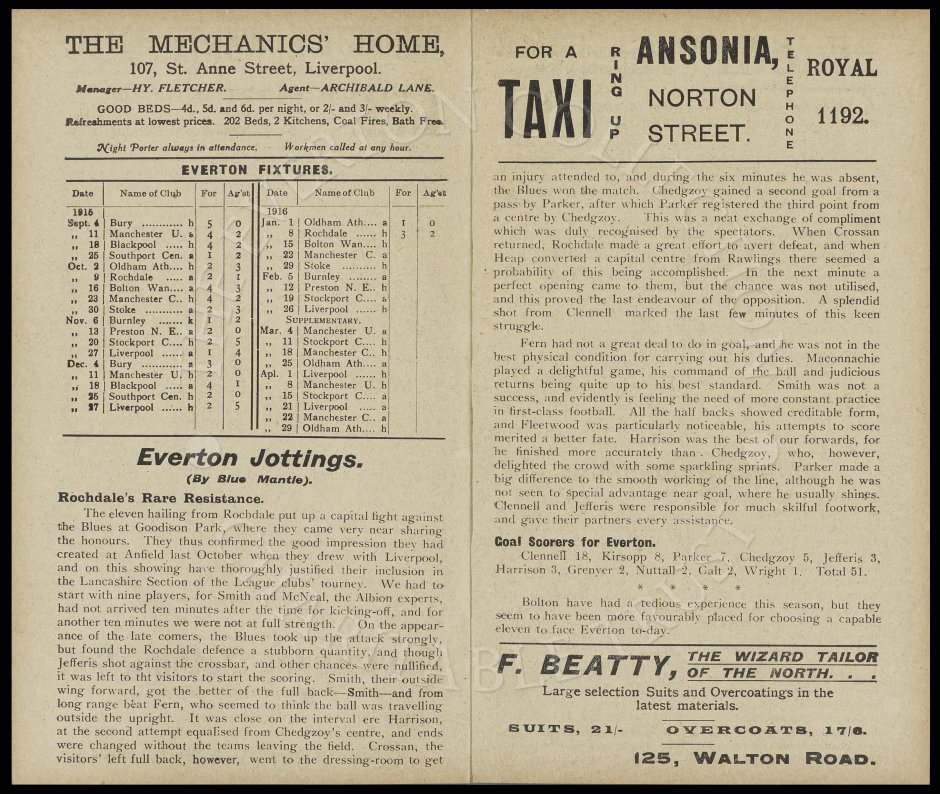 THE MECHANICS' HOME,
107, St. Anne Street, Liverpool.
Manager—HY. FLETCHER. Agent—ARCHIBALD LANE.
GOOD BEDS—4d., 5d. and 6d. per night, or 2/- and 3/- weekly.
Refreshments at lowest prices. 202 Beds, 2 Kitchens, Coal Fires, Bath Free.
Night Porter always in attendance. - Workmen called at any hour.
EVERTON FIXTURES.
Date Name of Club For Ag'st
1915
Sept. 4 Bury ............ h 5 0
„ 11 Manchester U. a 4 2
„ 18 Blackpool ..... h 4 2
„ 25 Southport Cen. a 1 2
Oct. 2 Oldham Ath.... h 2 3
„ 9 Rochdale ...... a 2 1
„ 16 Bolton Wan.... a 4 3
„ 23 Manchester C.. h 4 2
„ 30 Stoke ........... a 2 3
Nov. 6 Burnley ....... k 1 2
„ 13 Preston N. E.. a 2 0
„ 20 Stockport C.... h 2 5
„ 27 Liverpool ...... a 1 4
Dec. 4 Bury ............ a 3 0
„ 11 Manchester U. h 2 0
„ 18 Blackpool ..... a 4 1
„ 25 Southport Cen. h 2 0
„ 27 Liverpool ...... h 2 5
Date Name of Club For Ag'st
1916
Jan. 1 Oldham Ath.... a 1 0
„ 8 Rochdale ...... h 3 2
„ 15 Bolton Wan.... h
„ 22 Manchester C. a
„ 29 Stoke .......... h
Feb. 5 Burnley ........ a
„ 12 Preston N. E.. h
„ 19 Stockport C.... a
„ 26 Liverpool ...... h
SUPPLEMENTARY.
Mar. 4 Manchester U. a
„ 11 Stockport C.... h
„ 18 Manchester C.. h
„ 25 Oldham Ath.... a
Apl. 1 Liverpool ...... h
„ 8 Manchester U. h
„ 15 Stockport C.... a
„ 21 Liverpool ..... a
„ 22 Manchester C.. a
„ 29 Oldham Ath.... h
Everton Jottings.
(By Blue Mantle).
Rochdale's Rare Resistance.
The eleven hailing from Rochdale put up a capital fight against
the Blues at Goodison Park, where they came very near sharing
the honours. They thus confirmed the good impression they had
created at Anfield last October when they drew with Liverpool,
and on this showing have thoroughly justified their inclusion in
the Lancashire Section of the League clubs' tourney. We had to
start with nine players, for Smith and McNeal, the Albion experts,
had not arrived ten minutes after the time for kicking-off, and for
another ten minutes we were not at full strength. On the appear-
ance of the late comers, the Blues took up the attack strongly,
but found the Rochdale defence a stubborn quantity, and though
Jefferis shot against the crossbar, and other chances were nullified,
it was left to tht visitors to start the scoring. Smith, their outside
wing forward, got the better of the full back—Smith—and from
long range beat Fern, who seemed to think the ball was travelling
outside the upright. It was close on the interval ere Harrison,
at the second attempt equalised from Chedgzoy's centre, and ends
were changed without the teams leaving the field. Crossan, the
visitors' left full back, however, went to the dressing-room to get
FOR A TAXI RING UP ANSONIA, NORTON STREET. TELEPHONE ROYAL 1192.
an injury attended to, and during the six minutes he was absent,
the Blues won the match. Chedgzoy gained a second goal from a
pass by Parker, after which Parker registered the third point from
a centre by Chedgzoy. This was a neat exchange of compliment
which was duly recognised by the spectators. When Crossan
returned, Rochdale made a great effort to avert defeat, and when
Heap converted a capital centre from Rawlings there seemed a
probability of this being accomplished. In the next minute a
perfect opening came to them, but the chance was not utilised,
and this proved the last endeavour of the opposition. A splendid
shot from Clennell marked the last few minutes of this keen
struggle.
Fern had not a great deal to do in goal, and he was not in the
best physical condition for carrying out his duties. Maconnachie
played a delightful game, his command of the ball and judicious
returns being quite up to his best standard. Smith was not a
success, and evidently is feeling the need of more constant practice
in first-class football. All the half backs showed creditable form,
and Fleetwood was particularly noticeable, his attempts to score
merited a better fate. Harrison was the best of our forwards, for
he finished more accurately than Chedgzoy, who, however,
delighted the crowd with some sparkling sprints. Parker made a
big difference to the smooth working of the line, although he was
not seen to special advantage near goal, where he usually shines.
Clennell and Jefferis were responsible for much skilful footwork,
and gave their partners every assistance.
Goal Scorers for Everton.
Clennell 18, Kirsopp 8, Parker 7, Chedgzoy 5, Jefferis 3,
Harrison 3, Grenyer 2, Nuttall 2, Galt 2, Wright 1. Total 51.
* * * *
Bolton have had a tedious experience this season, but they
seem to have been more favourably placed for choosing a capable
eleven to face Everton to-day.
F. BEATTY, THE WIZARD TAILOR OF THE NORTH. . .
Large selection Suits and Overcoatings in the
latest materials.
SUITS, 21/- OVERCOATS, 17/6.
125, WALTON ROAD.